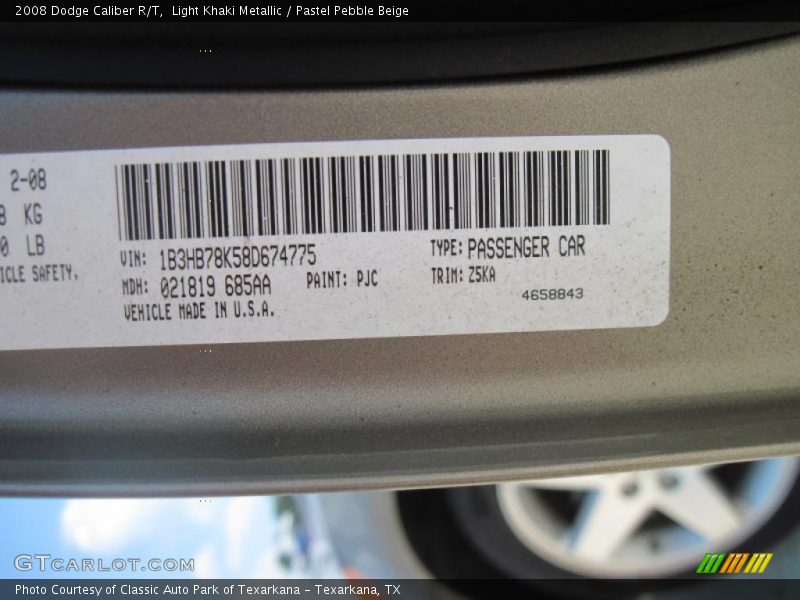 2008 Dodge Caliber R/T, Light Khaki Metallic / Pastel Pebble Beige
2-08
8 KG
0 LB
ICLE SAFETY.
VIN: 1B3HB78K58D674775
TYPE: PASSENGER CAR
MDH: 021819 685AA
PAINT: PJC
TRIM: Z5KA
VEHICLE MADE IN U.S.A.
4658843
GTCARLOT.COM
Photo Courtesy of Classic Auto Park of Texarkana - Texarkana, TX